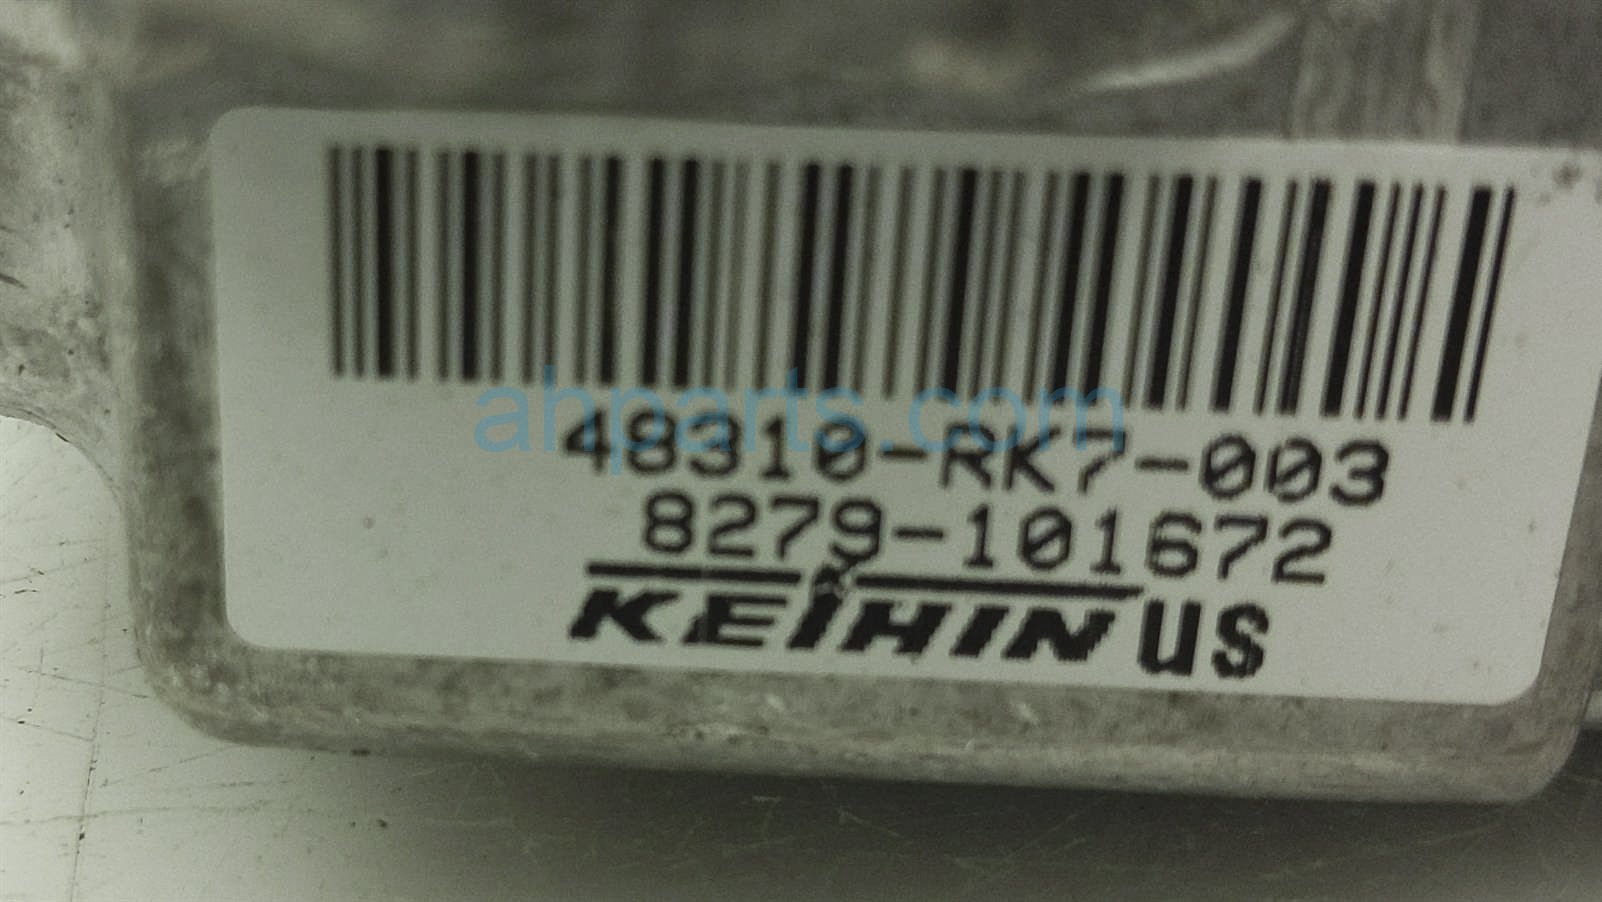 ahparts.com
48310-RK7-003
8279-101672
KEIHIN US